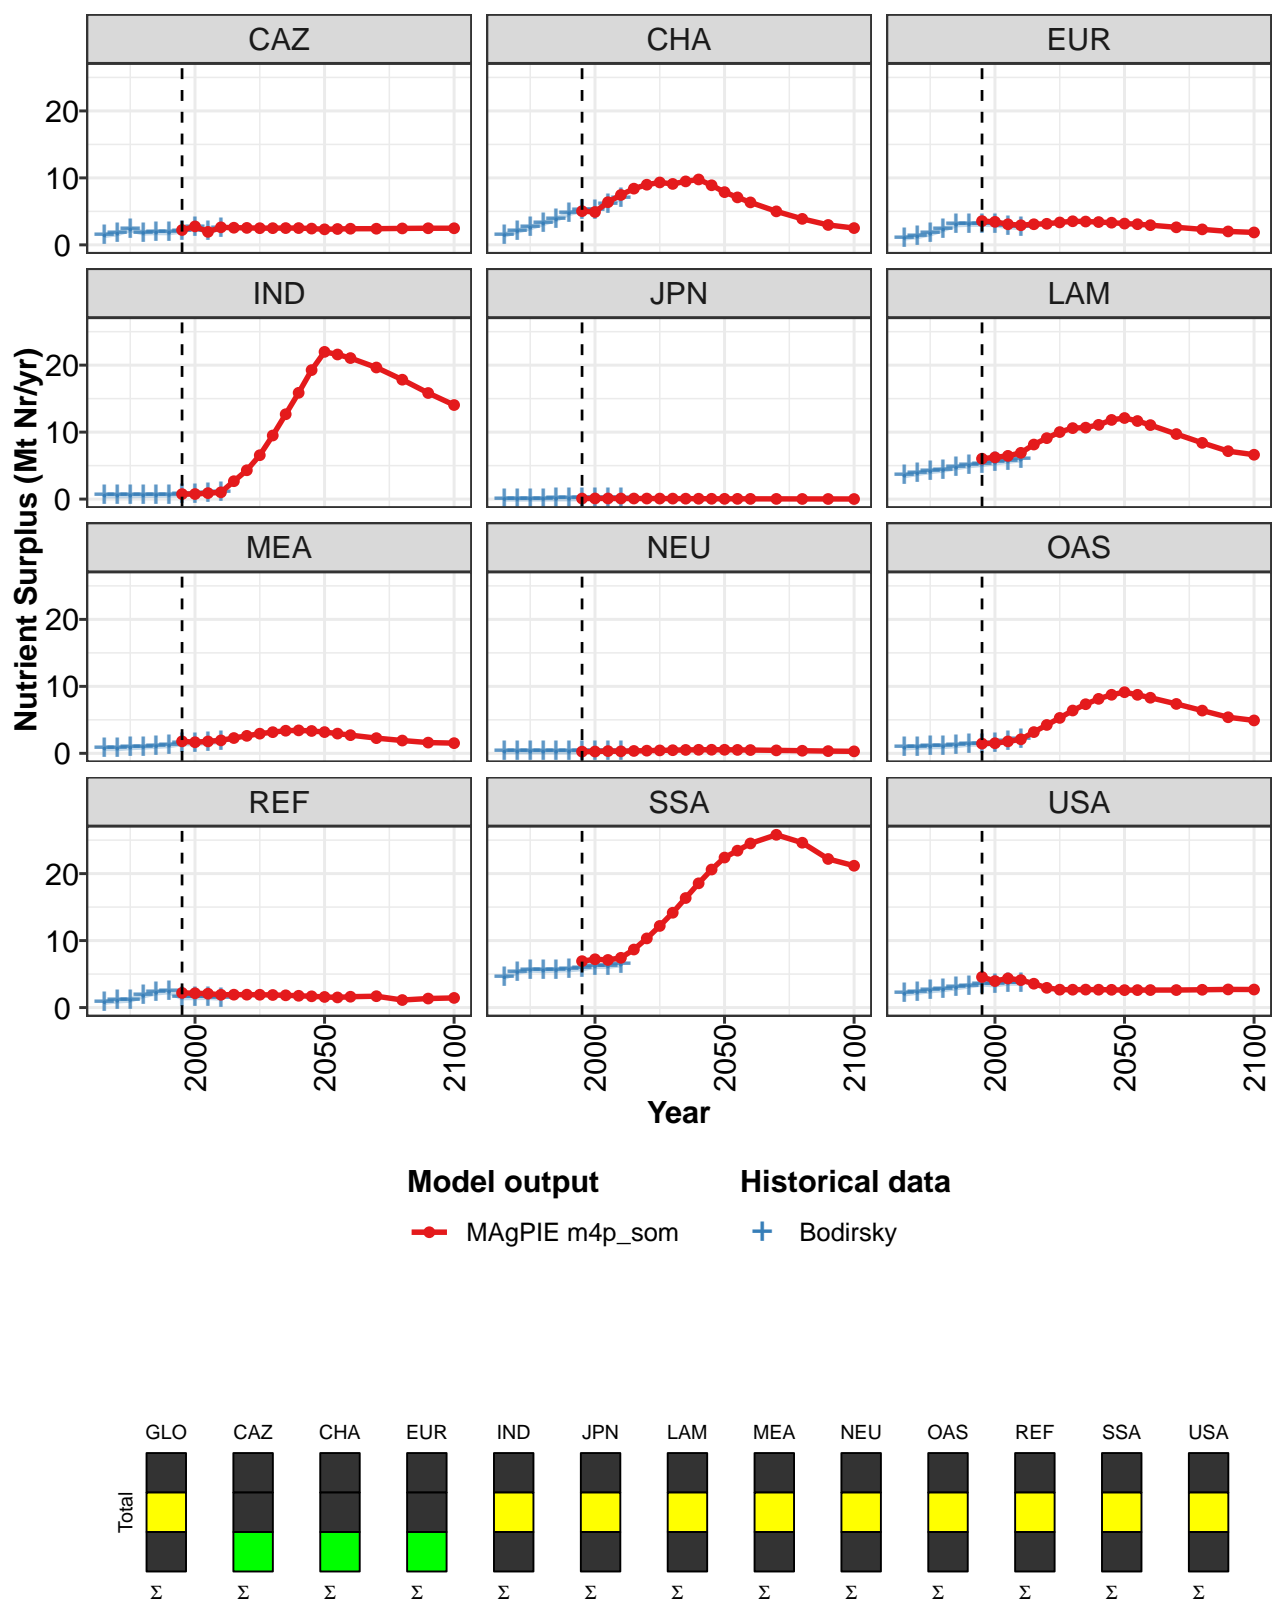 CAZ CHA EUR
20
10
0
IND JPN LAM
20
10
0
Nutrient Surplus (Mt Nr/yr)
MEA NEU OAS
20
10
0
REF SSA USA
20
10
0
2000 2050 2100 2000 2050 2100 2000 2050 2100
Year
Model output Historical data
MAgPIE m4p_som Bodirsky
GLO CAZ CHA EUR IND JPN LAM MEA NEU OAS REF SSA USA
Total
Σ Σ Σ Σ Σ Σ Σ Σ Σ Σ Σ Σ Σ